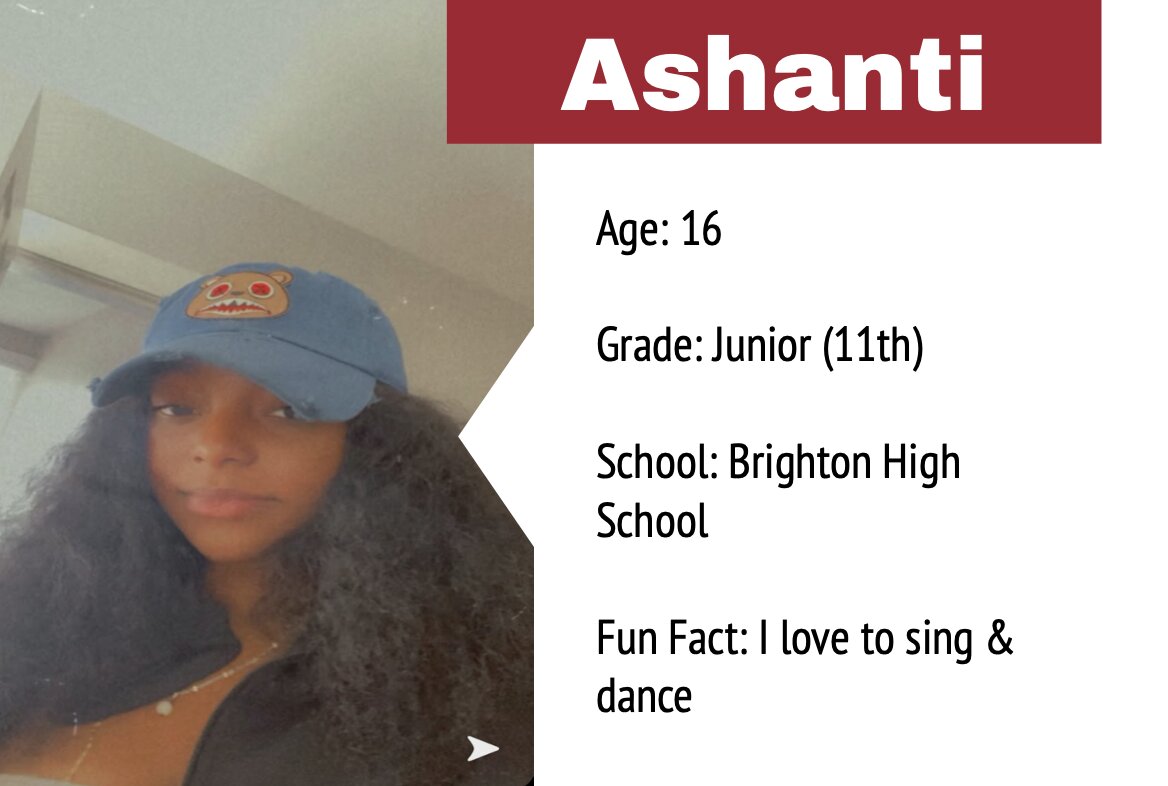 Ashanti
Age: 16
Grade: Junior (11th)
School: Brighton High
School
Fun Fact: I love to sing &
dance